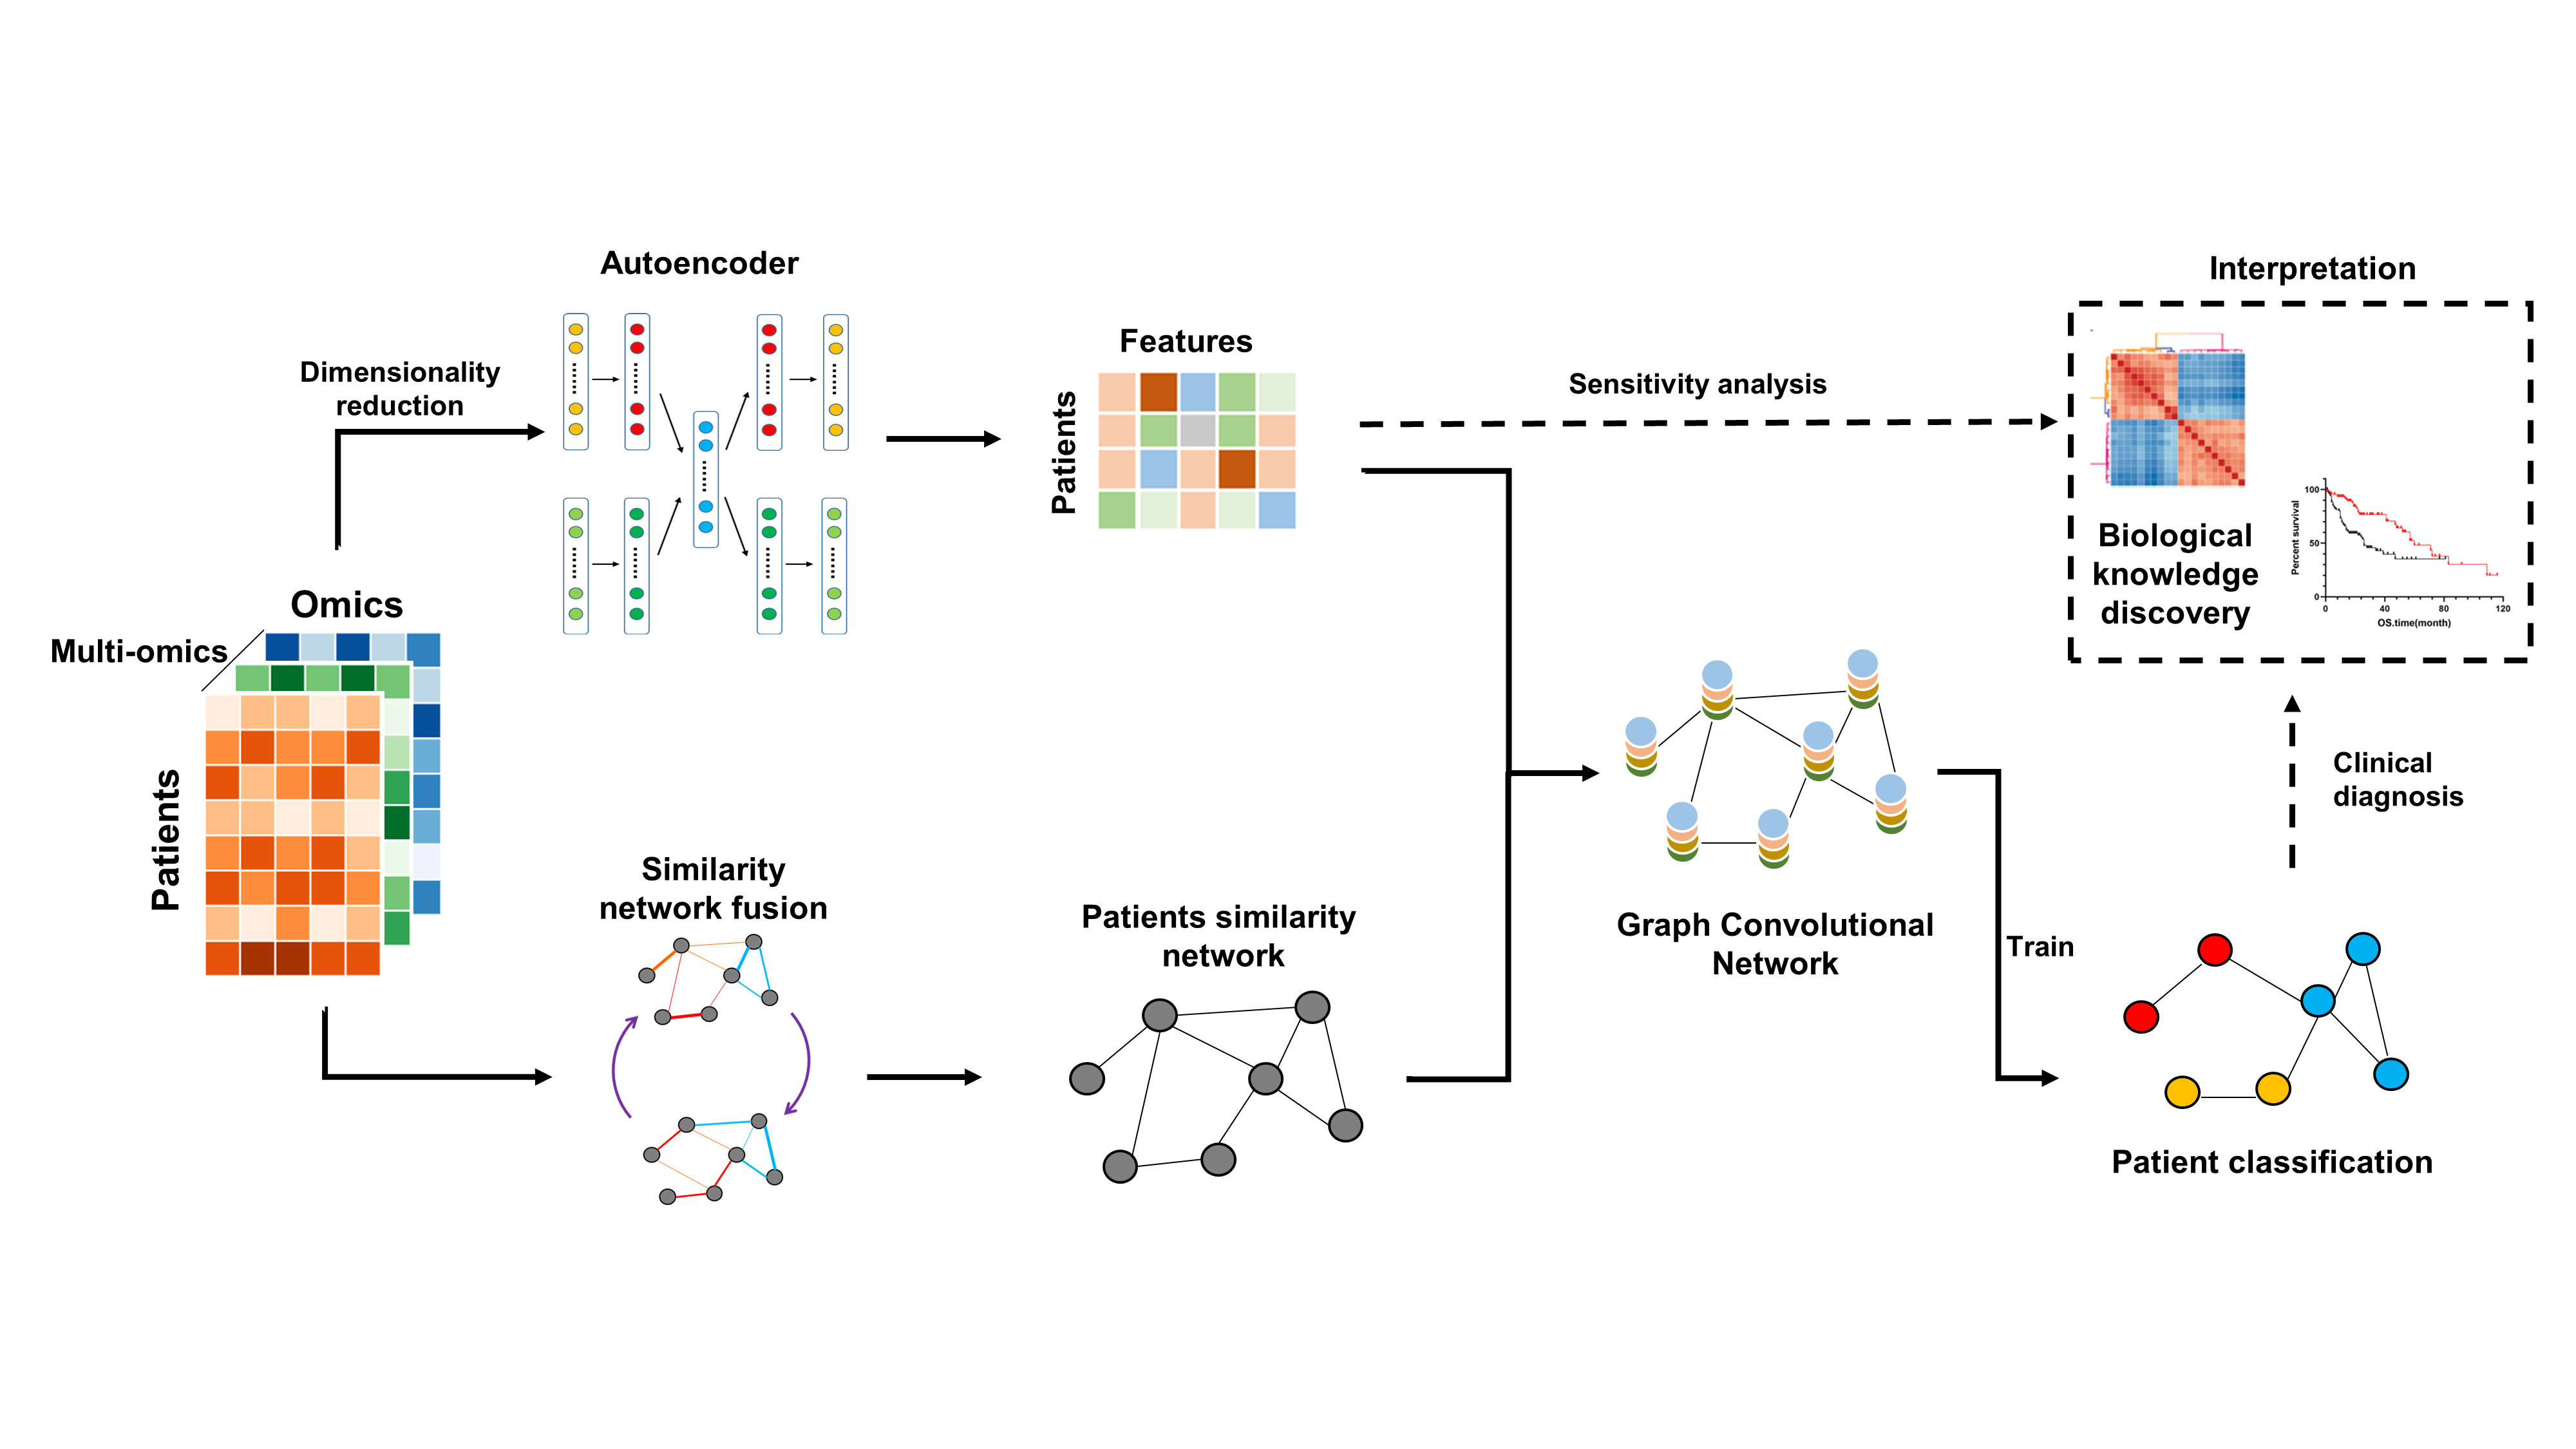 Autoencoder
Interpretation
Features
Dimensionality
reduction
Sensitivity analysis
Patients
100
50
0
Percent survival
0 40 80 120
OS.time(month)
Biological
knowledge
discovery
Omics
Multi-omics
Patients
Clinical
diagnosis
Similarity
network fusion
Patients similarity
network
Graph Convolutional
Network
Train
Patient classification